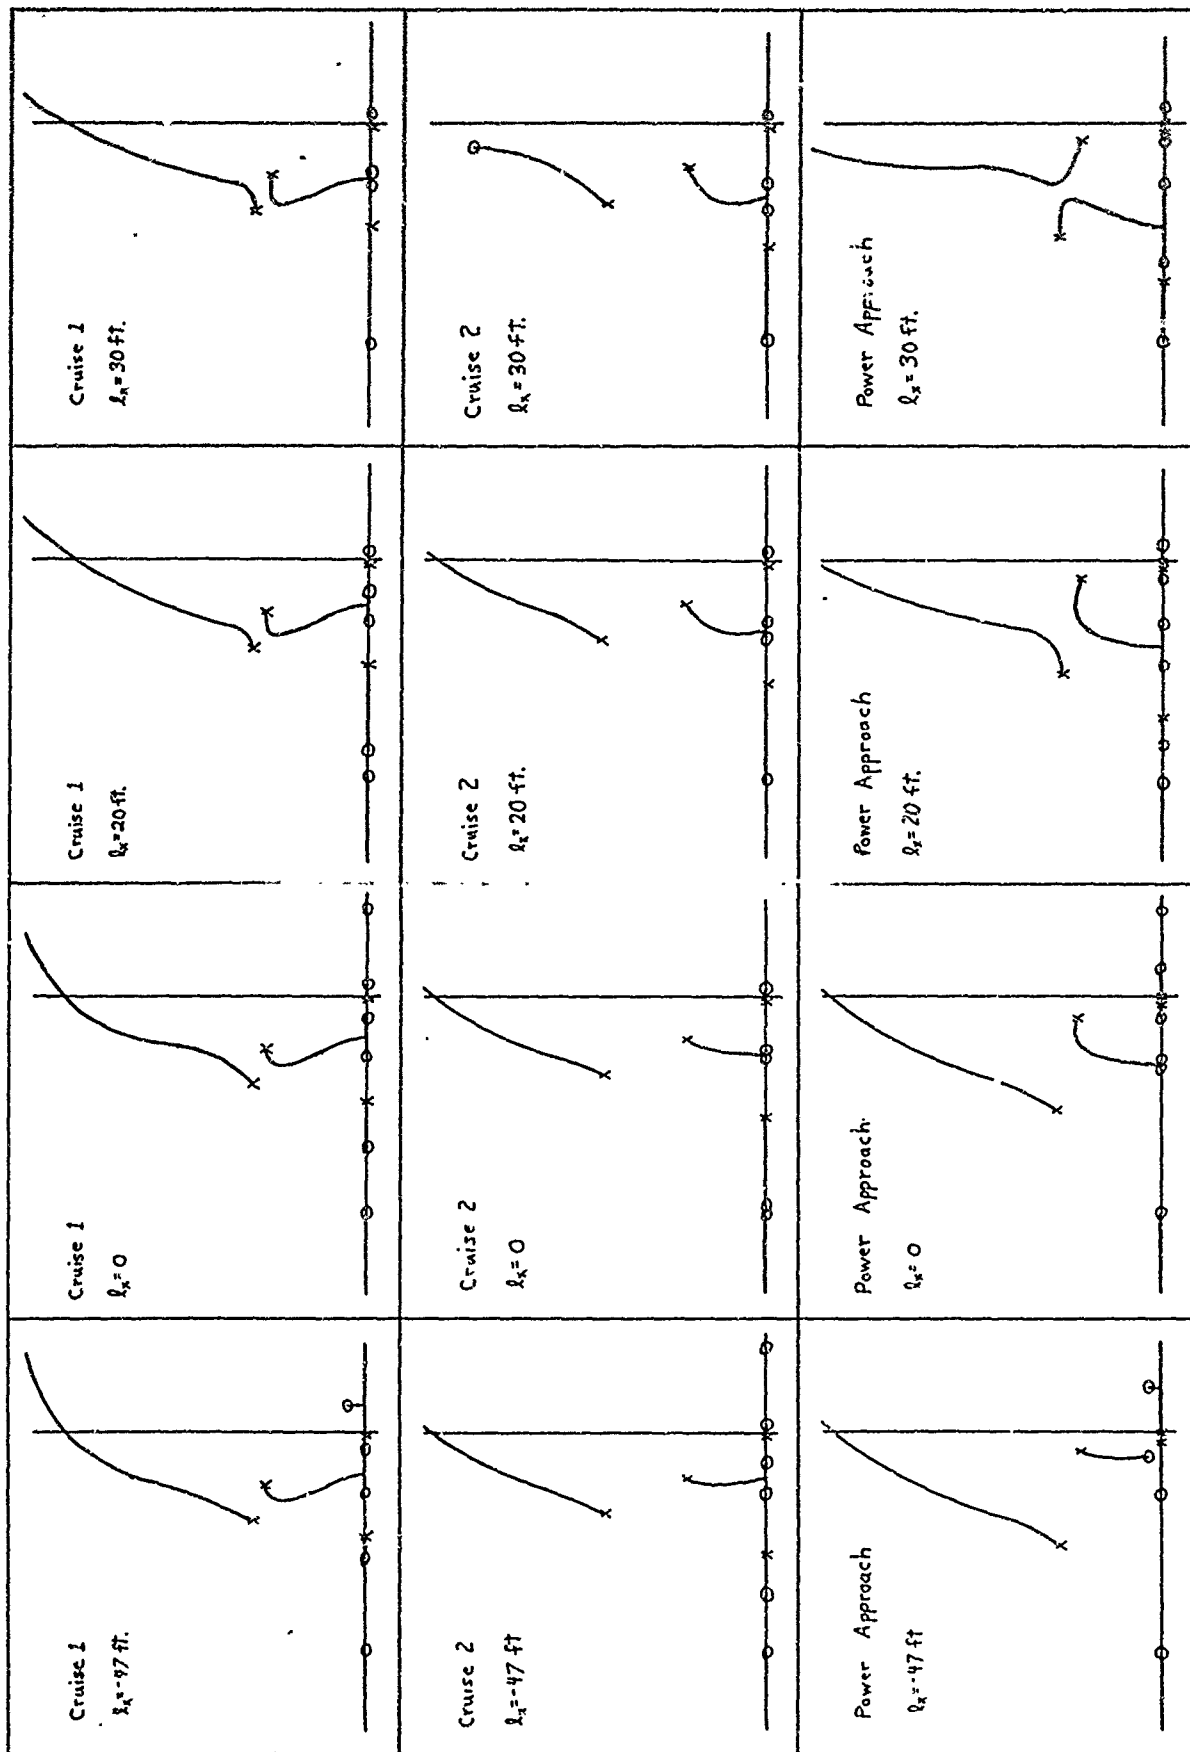 Cruise 1
ℓₓ=-47 ft.
Cruise 1
ℓₓ=0
Cruise 1
ℓₓ=20 ft.
Cruise 1
ℓₓ=30 ft.
Cruise 2
ℓₓ=-47 ft
Cruise 2
ℓₓ=0
Cruise 2
ℓₓ=20 ft.
Cruise 2
ℓₓ=30 ft.
Power Approach
ℓₓ=-47 ft
Power Approach
ℓₓ=0
Power Approach
ℓₓ=20 ft.
Power Approach
ℓₓ=30 ft.